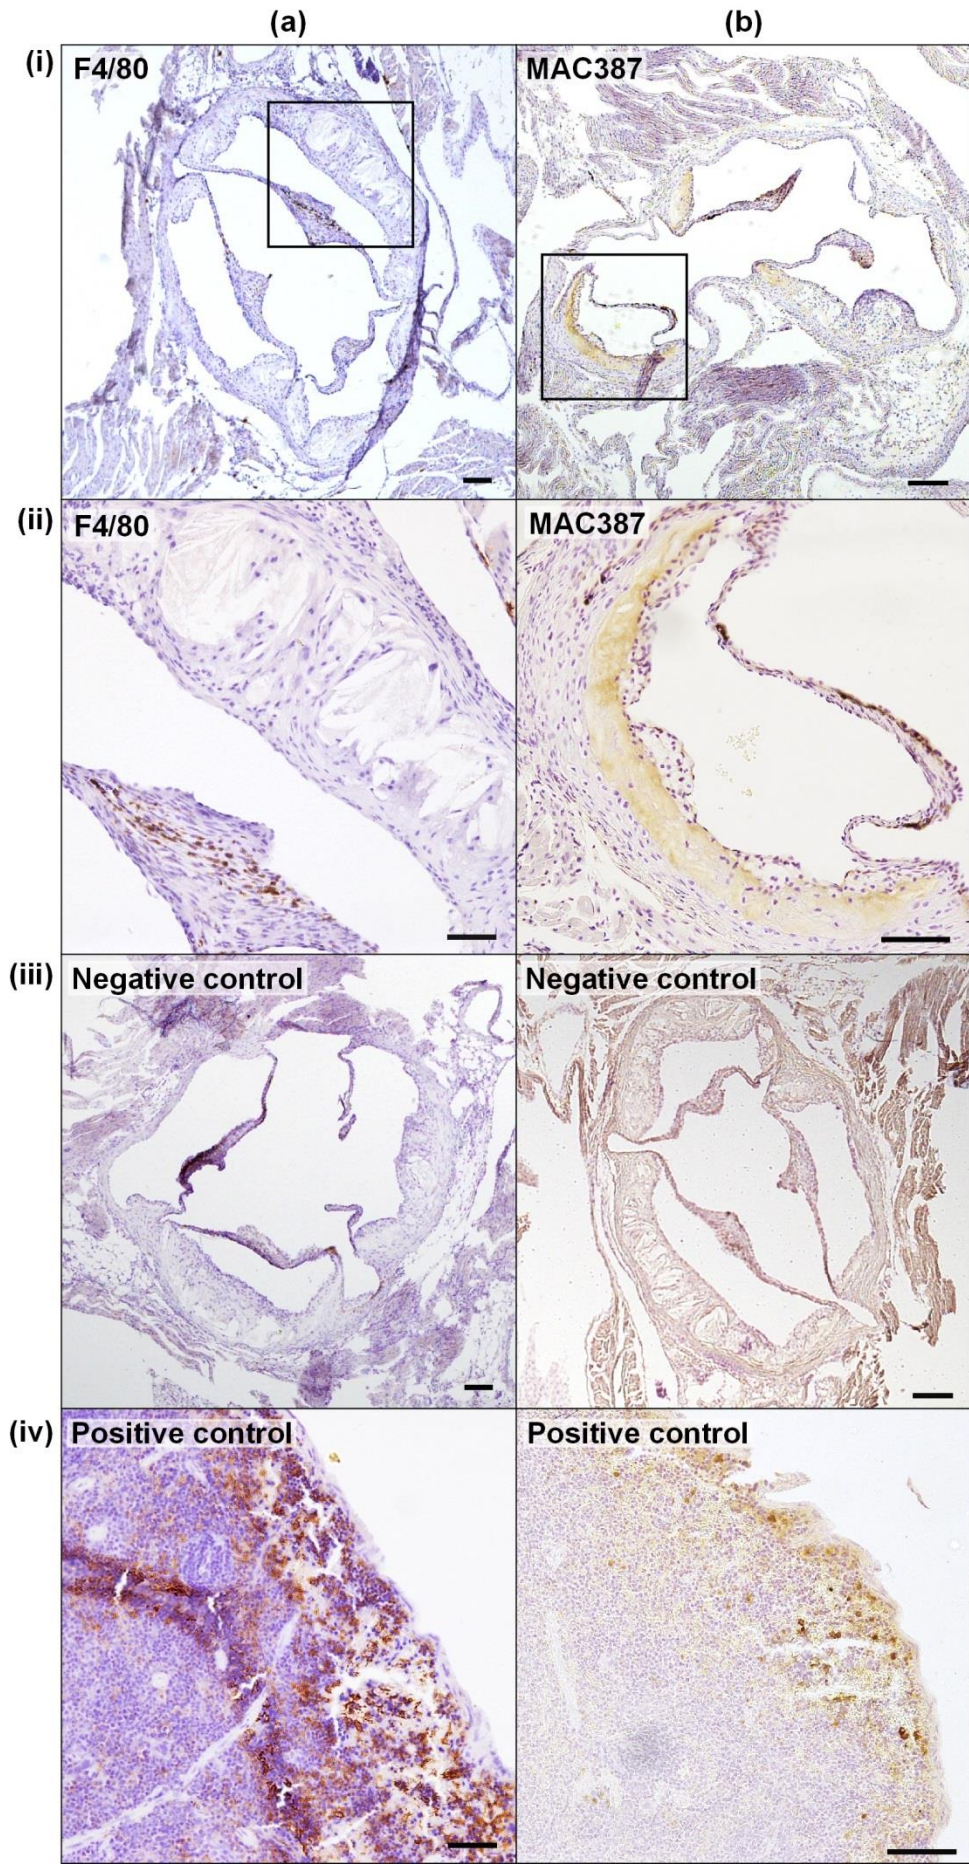 (a) (b)
(i) F4/80 MAC387
(ii) F4/80 MAC387
(iii) Negative control Negative control
(iv) Positive control Positive control